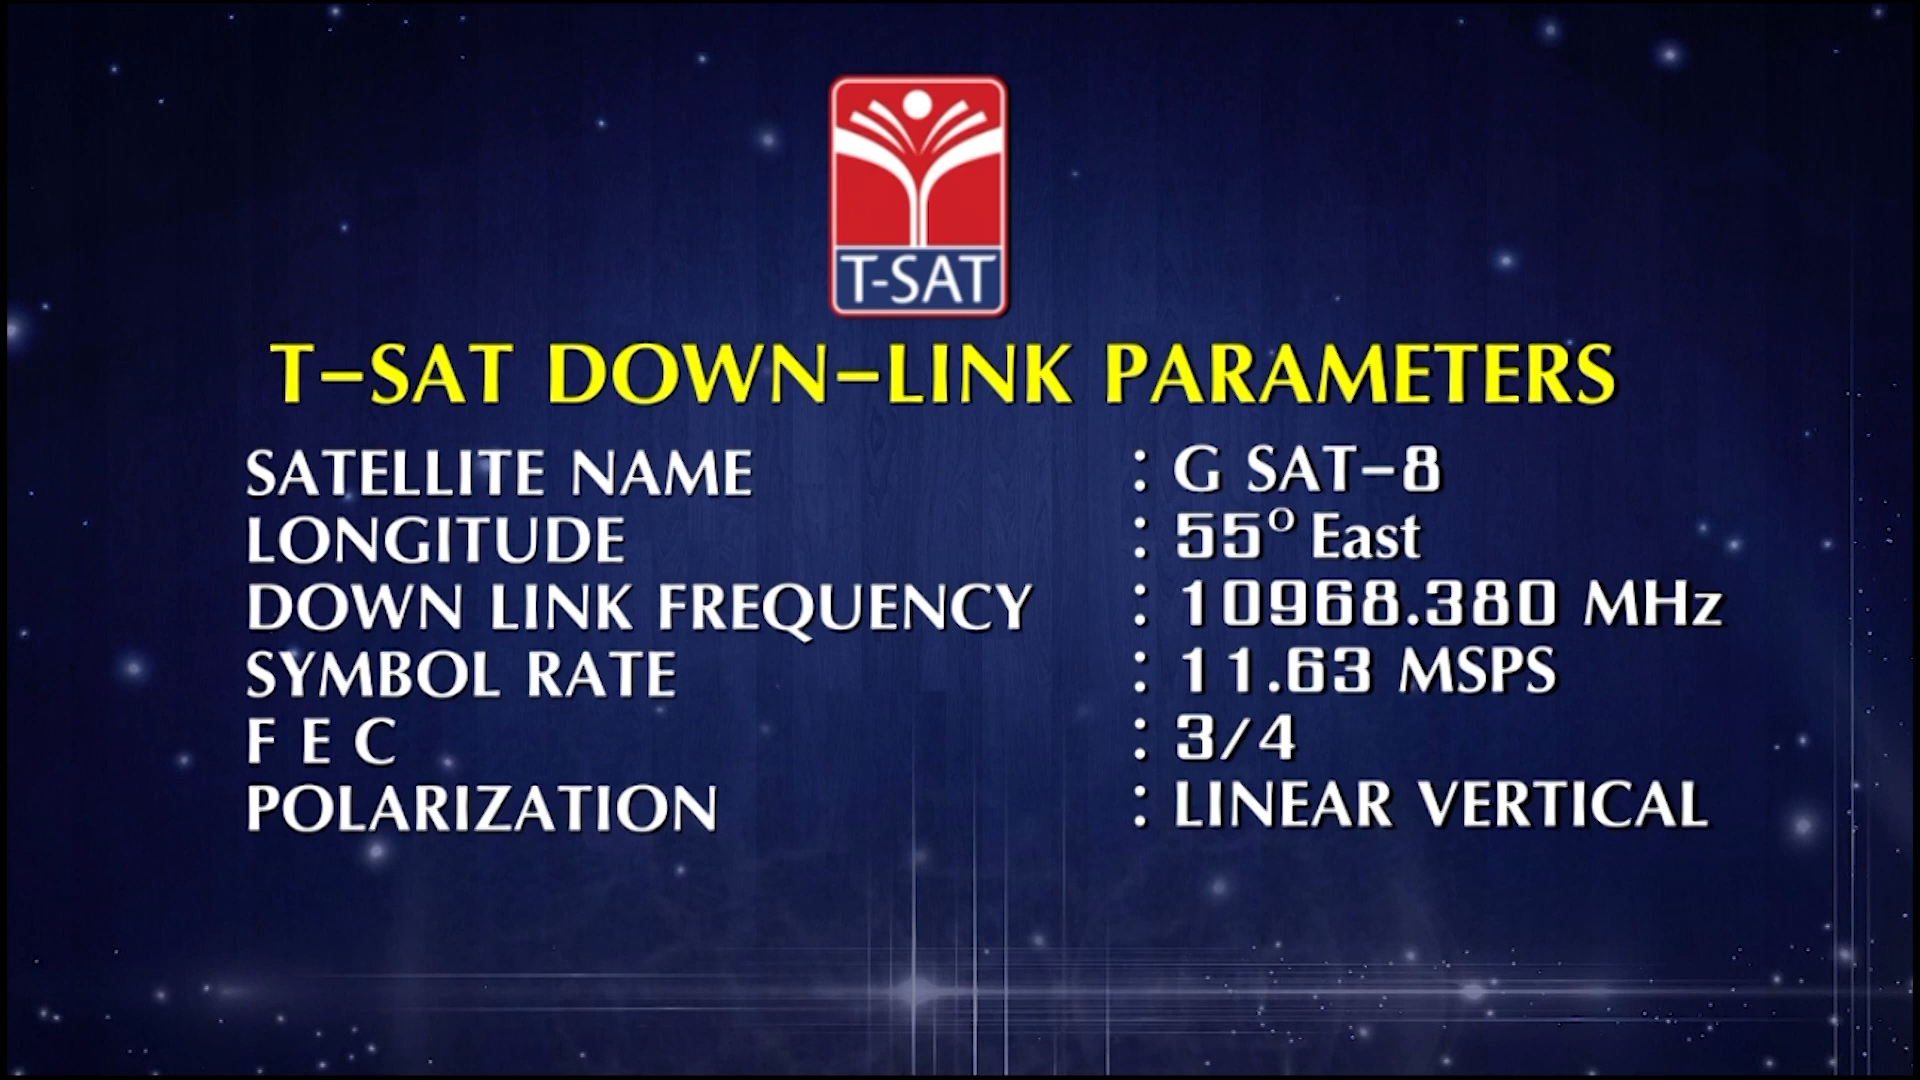 T-SAT
T-SAT DOWN-LINK PARAMETERS
SATELLITE NAME : G SAT-8
LONGITUDE : 55° East
DOWN LINK FREQUENCY : 10968.380 MHz
SYMBOL RATE : 11.63 MSPS
F E C : 3/4
POLARIZATION : LINEAR VERTICAL